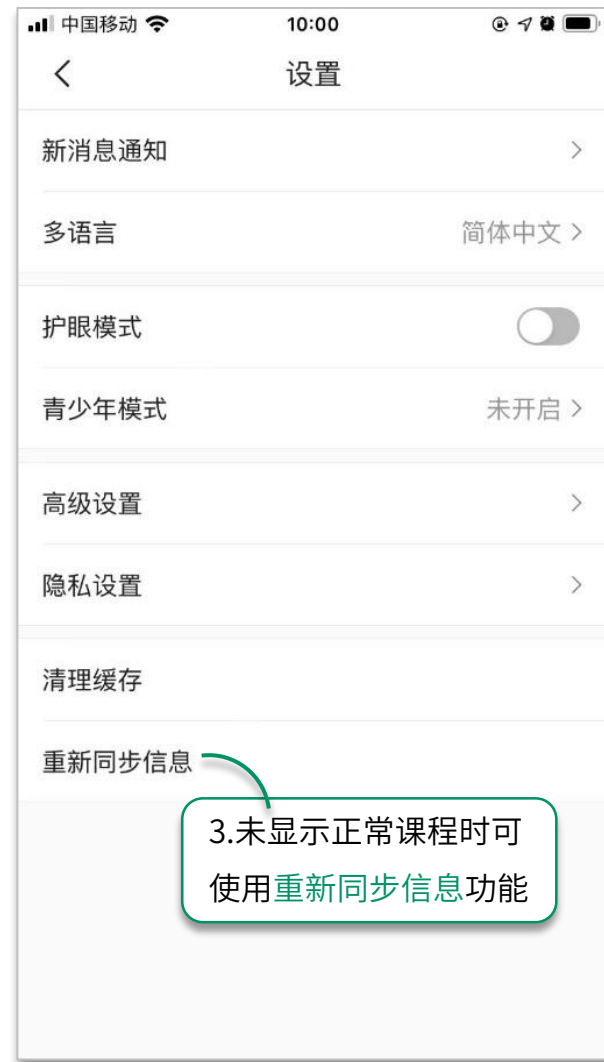 中国移动 10:00
设置
新消息通知
多语言 简体中文
护眼模式
青少年模式 未开启
高级设置
隐私设置
清理缓存
重新同步信息
3.未显示正常课程时可
使用重新同步信息功能